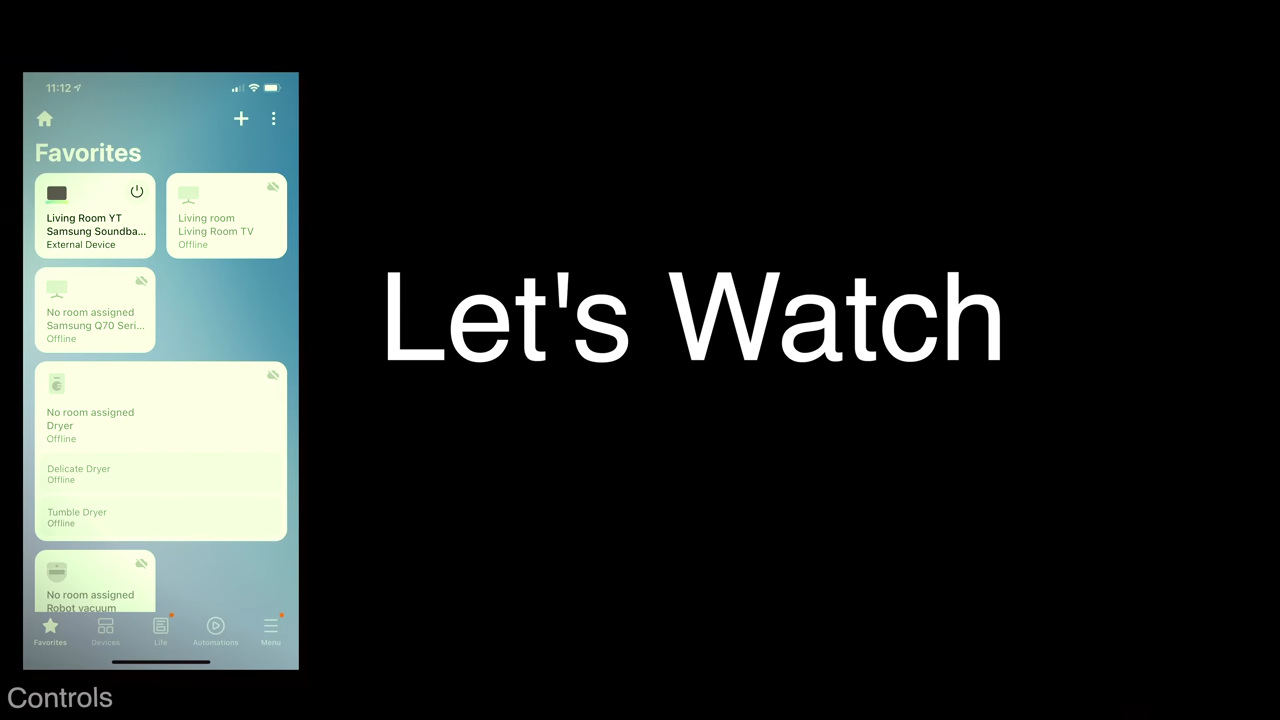 11:12
Favorites
Living Room YT
Samsung Soundba...
External Device
Living room
Living Room TV
Offline
No room assigned
Samsung Q70 Seri...
Offline
No room assigned
Dryer
Offline
Delicate Dryer
Offline
Tumble Dryer
Offline
No room assigned
Robot vacuum
Favorites
Devices
Life
Automations
Menu
Let's Watch
Controls